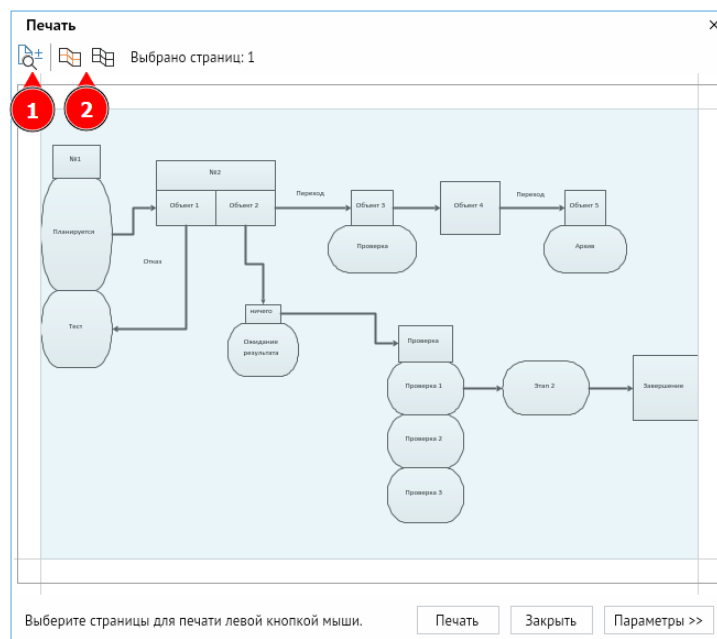 Печать
Выбрано страниц: 1
1
2
№1
№2
Объект 1
Объект 2
Переход
Объект 3
Объект 4
Переход
Объект 5
Планируется
Проверка
Архив
Отказ
Тест
ничего
Ожидание
результата
Проверка
Проверка 1
Этап 2
Завершение
Проверка 2
Проверка 3
Выберите страницы для печати левой кнопкой мыши.
Печать
Закрыть
Параметры >>